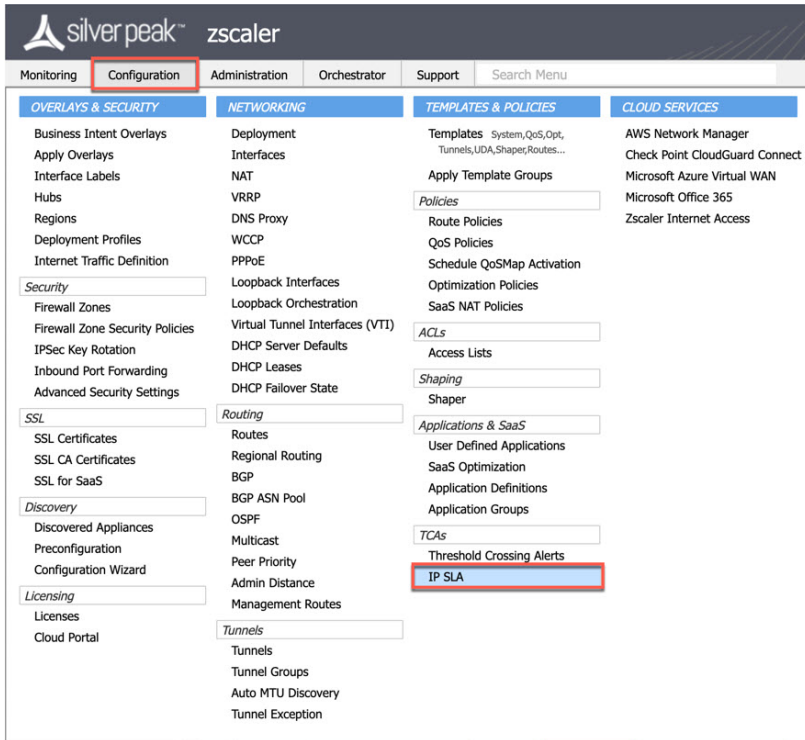 silver peak™ zscaler
Monitoring Configuration Administration Orchestrator Support Search Menu
OVERLAYS & SECURITY
Business Intent Overlays
Apply Overlays
Interface Labels
Hubs
Regions
Deployment Profiles
Internet Traffic Definition
Security
Firewall Zones
Firewall Zone Security Policies
IPSec Key Rotation
Inbound Port Forwarding
Advanced Security Settings
SSL
SSL Certificates
SSL CA Certificates
SSL for SaaS
Discovery
Discovered Appliances
Preconfiguration
Configuration Wizard
Licensing
Licenses
Cloud Portal
NETWORKING
Deployment
Interfaces
NAT
VRRP
DNS Proxy
WCCP
PPPoE
Loopback Interfaces
Loopback Orchestration
Virtual Tunnel Interfaces (VTI)
DHCP Server Defaults
DHCP Leases
DHCP Failover State
Routing
Routes
Regional Routing
BGP
BGP ASN Pool
OSPF
Multicast
Peer Priority
Admin Distance
Management Routes
Tunnels
Tunnels
Tunnel Groups
Auto MTU Discovery
Tunnel Exception
TEMPLATES & POLICIES
Templates System,QoS,Opt,
Tunnels,UDA,Shaper,Routes...
Apply Template Groups
Policies
Route Policies
QoS Policies
Schedule QoSMap Activation
Optimization Policies
SaaS NAT Policies
ACLs
Access Lists
Shaping
Shaper
Applications & SaaS
User Defined Applications
SaaS Optimization
Application Definitions
Application Groups
TCAs
Threshold Crossing Alerts
IP SLA
CLOUD SERVICES
AWS Network Manager
Check Point CloudGuard Connect
Microsoft Azure Virtual WAN
Microsoft Office 365
Zscaler Internet Access